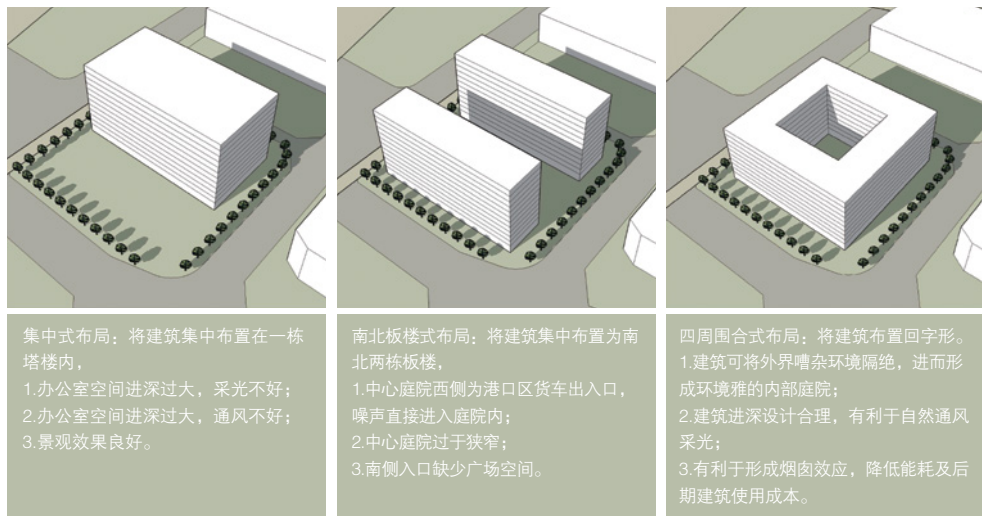 集中式布局：将建筑集中布置在一栋
塔楼内，
1.办公室空间进深过大，采光不好；
2.办公室空间进深过大，通风不好；
3.景观效果良好。
南北板楼式布局：将建筑集中布置为南
北两栋板楼，
1.中心庭院西侧为港口区货车出入口，
噪声直接进入庭院内；
2.中心庭院过于狭窄；
3.南侧入口缺少广场空间。
四周围合式布局：将建筑布置回字形。
1.建筑可将外界嘈杂环境隔绝，进而形
成环境雅的内部庭院；
2.建筑进深设计合理，有利于自然通风
采光；
3.有利于形成烟囱效应，降低能耗及后
期建筑使用成本。